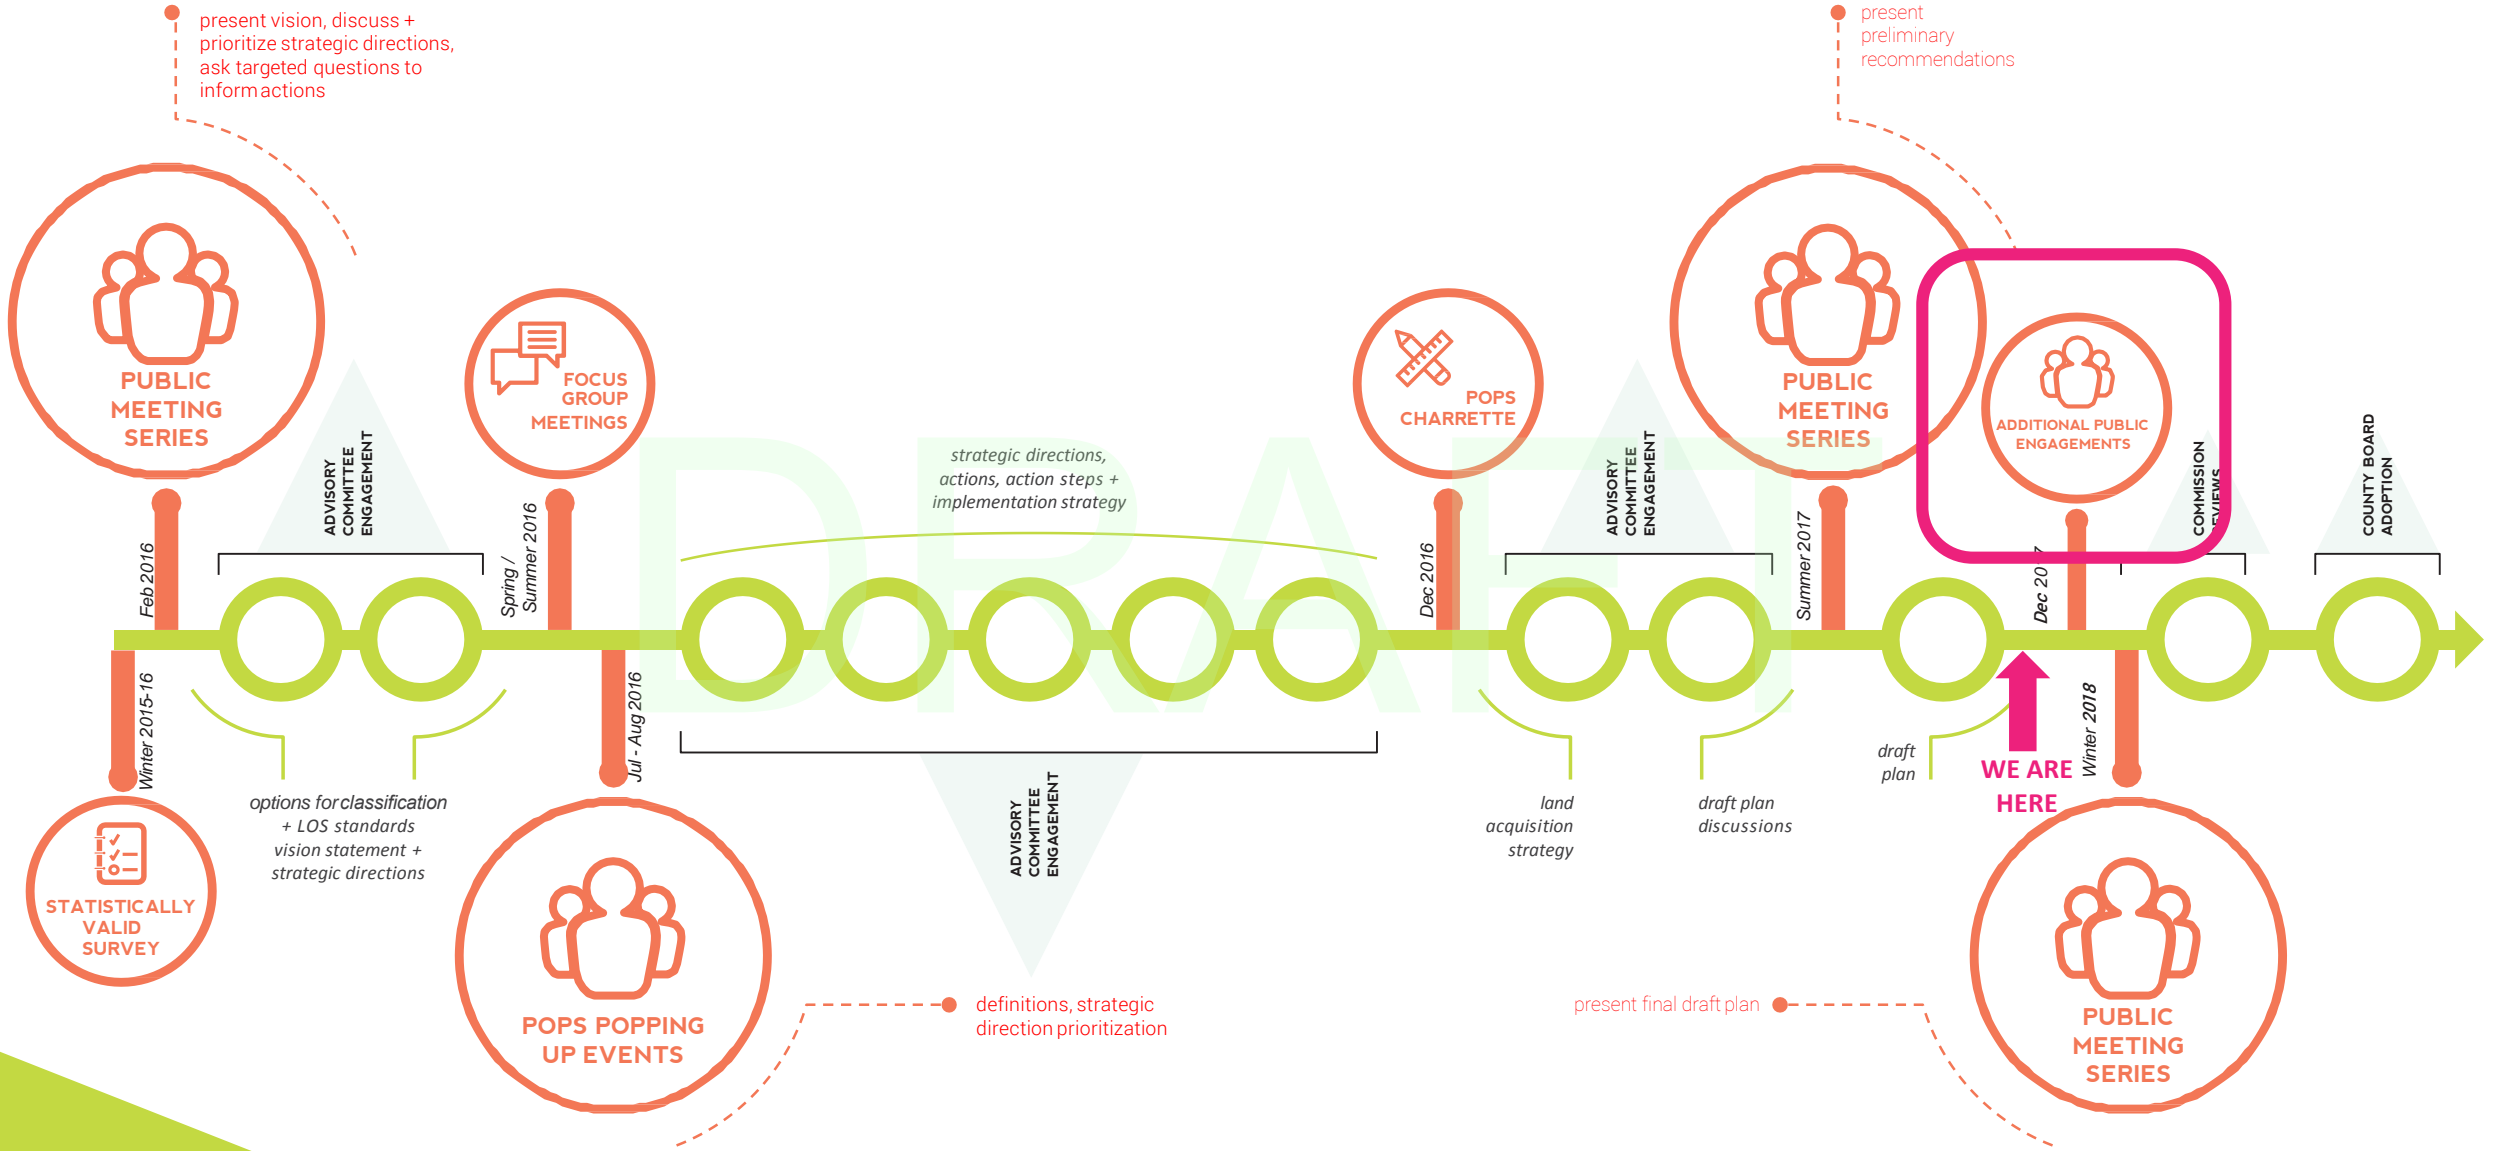 present vision, discuss +
prioritize strategic directions,
ask targeted questions to
inform actions
present
preliminary
recommendations
PUBLIC
MEETING
SERIES
ADVISORY
COMMITTEE
ENGAGEMENT
FOCUS
GROUP
MEETINGS
strategic directions,
actions, action steps +
implementation strategy
POPS
CHARRETTE
ADVISORY
COMMITTEE
ENGAGEMENT
PUBLIC
MEETING
SERIES
ADDITIONAL PUBLIC
ENGAGEMENTS
COMMISSION
COUNTY BOARD
ADOPTION
Feb 2016
Spring /
Summer 2016
Dec 2016
Summer 2017
Dec 2017
DRAFT
Winter 2015-16
Jul - Aug 2016
Winter 2018
options for classification
+ LOS standards
vision statement +
strategic directions
ADVISORY
COMMITTEE
ENGAGEMENT
land
acquisition
strategy
draft plan
discussions
draft
plan
WE ARE
HERE
STATISTICALLY
VALID
SURVEY
POPS POPPING
UP EVENTS
definitions, strategic
direction prioritization
present final draft plan
PUBLIC
MEETING
SERIES